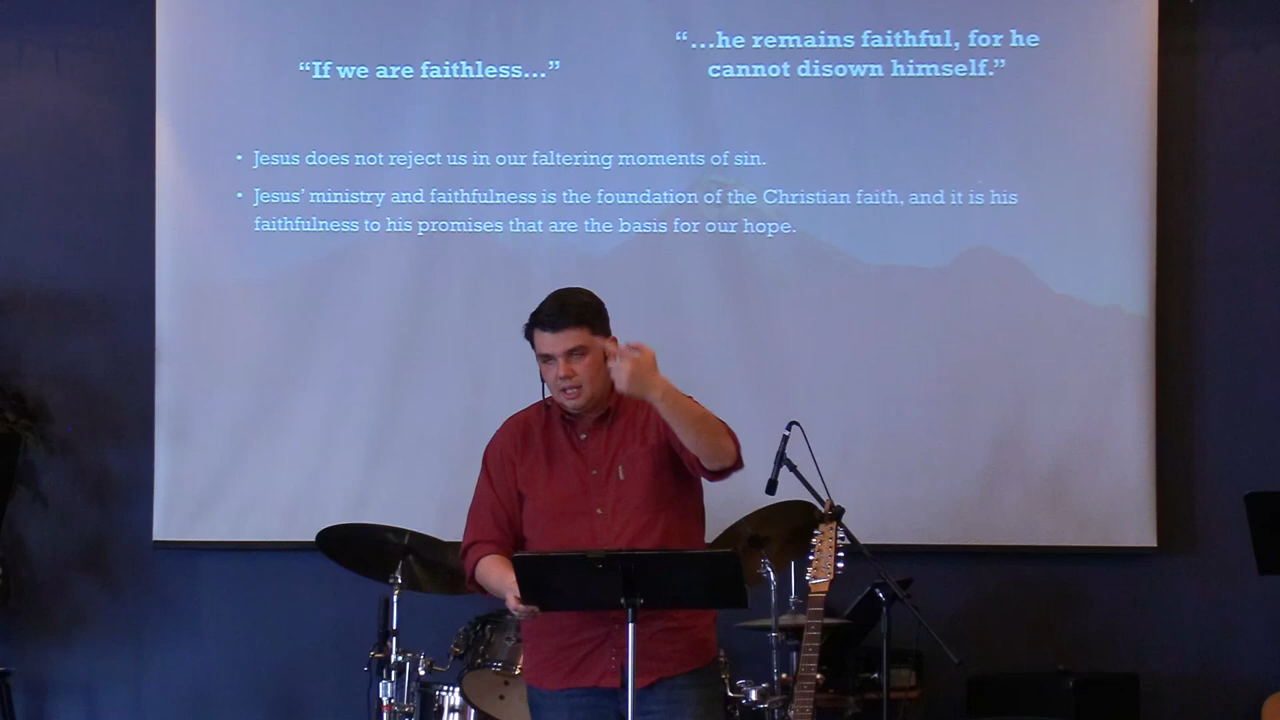 “If we are faithless...”
“...he remains faithful, for he
cannot disown himself.”
• Jesus does not reject us in our faltering moments of sin.
• Jesus’ ministry and faithfulness is the foundation of the Christian faith, and it is his
faithfulness to his promises that are the basis for our hope.